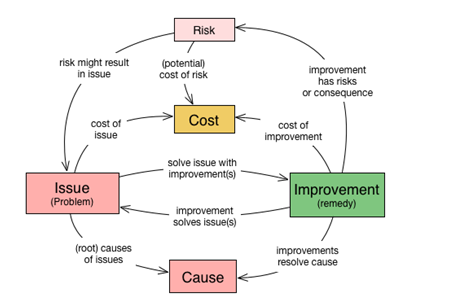 Risk
risk might result
in issue
(potential)
cost of risk
improvement
has risks
or consequence
Cost
cost of
issue
cost of
improvement
solve issue with
improvement(s)
Issue
(Problem)
Improvement
(remedy)
improvement
solves issue(s)
(root) causes
of issues
improvements
resolve cause
Cause